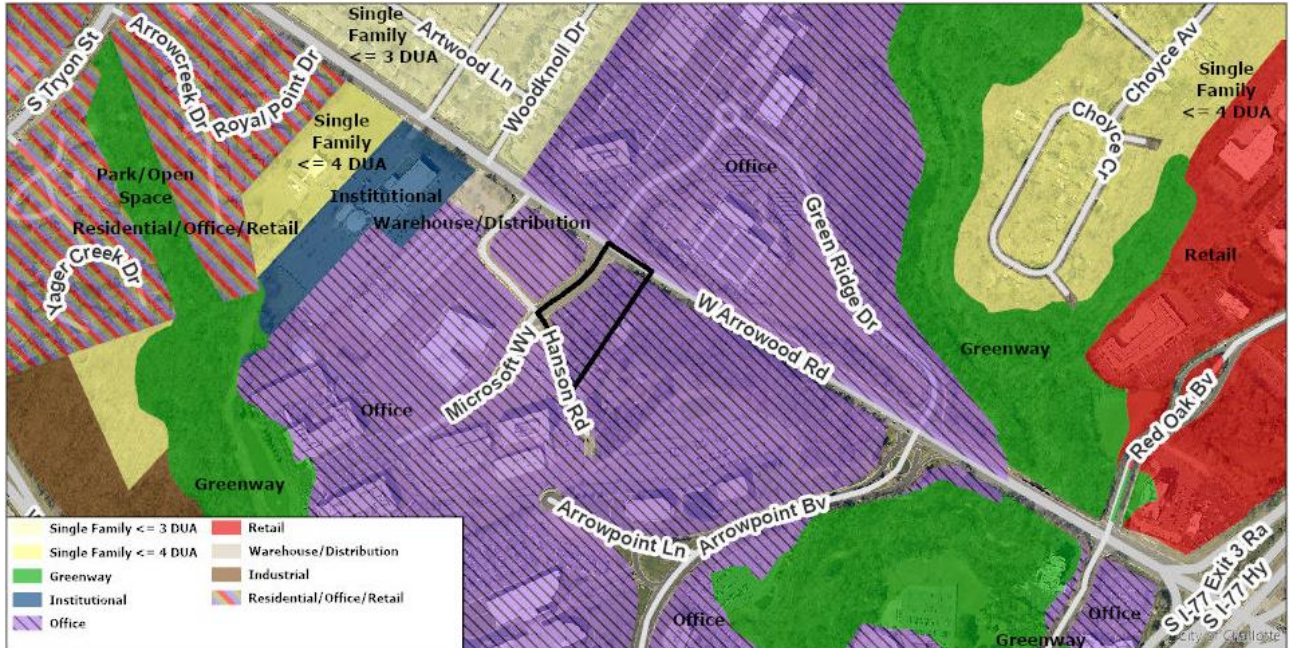 S Tryon St
Arrowcreek Dr
Royal Point Dr
Single
Family
<= 3 DUA
Artwood Ln
Woodknoll Dr
Single
Family
<= 4 DUA
Institutional
Warehouse/Distribution
Park/Open
Space
Residential/Office/Retail
Yager Creek Dr
Office
Green Ridge Dr
Choyce Av
Choyce Cr
Single
Family
<= 4 DUA
Retail
Greenway
W Arrowood Rd
Microsoft Wy
Hanson Rd
Office
Greenway
Red Oak Bv
Arrowpoint Ln
Arrowpoint Bv
Office
Greenway
Office
S I-77 Exit 3 Ra
S I-77 Hy
City of Charlotte
Single Family <= 3 DUA
Single Family <= 4 DUA
Greenway
Institutional
Office
Retail
Warehouse/Distribution
Industrial
Residential/Office/Retail